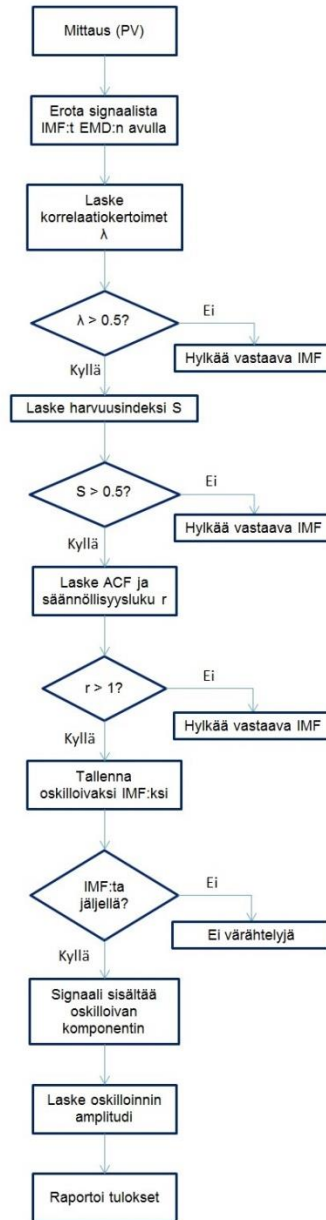 Mittaus (PV)
Erota signaalista
IMF:t EMD:n avulla
Laske
korrelaatiokertoimet
λ
λ > 0.5?
Ei
Hylkää vastaava IMF
Kyllä
Laske harvuusindeksi S
S > 0.5?
Ei
Hylkää vastaava IMF
Kyllä
Laske ACF ja
säännöllisyysluku r
r > 1?
Ei
Hylkää vastaava IMF
Kyllä
Tallenna
oskilloivaksi IMF:ksi
IMF:ta
jäljellä?
Ei
Ei värähtelyjä
Kyllä
Signaali sisältää
oskilloivan
komponentin
Laske oskilloinnin
amplitudi
Raportoi tulokset